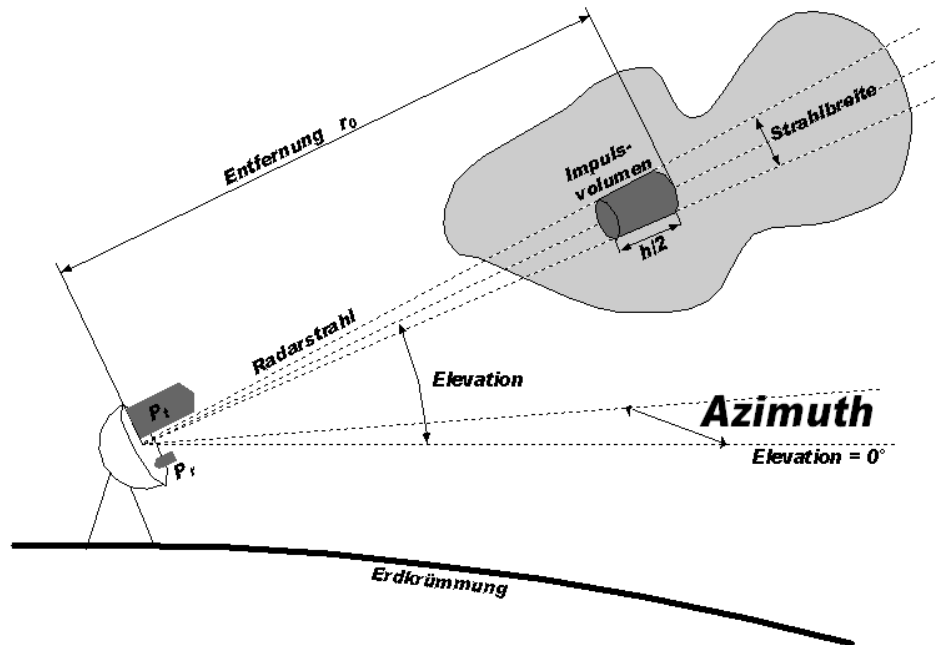 Entfernung r₀
Strahlbreite
Impuls-
volumen
h/2
Radarstrahl
Elevation
Pt
Azimuth
Pr
Elevation = 0°
Erdkrümmung